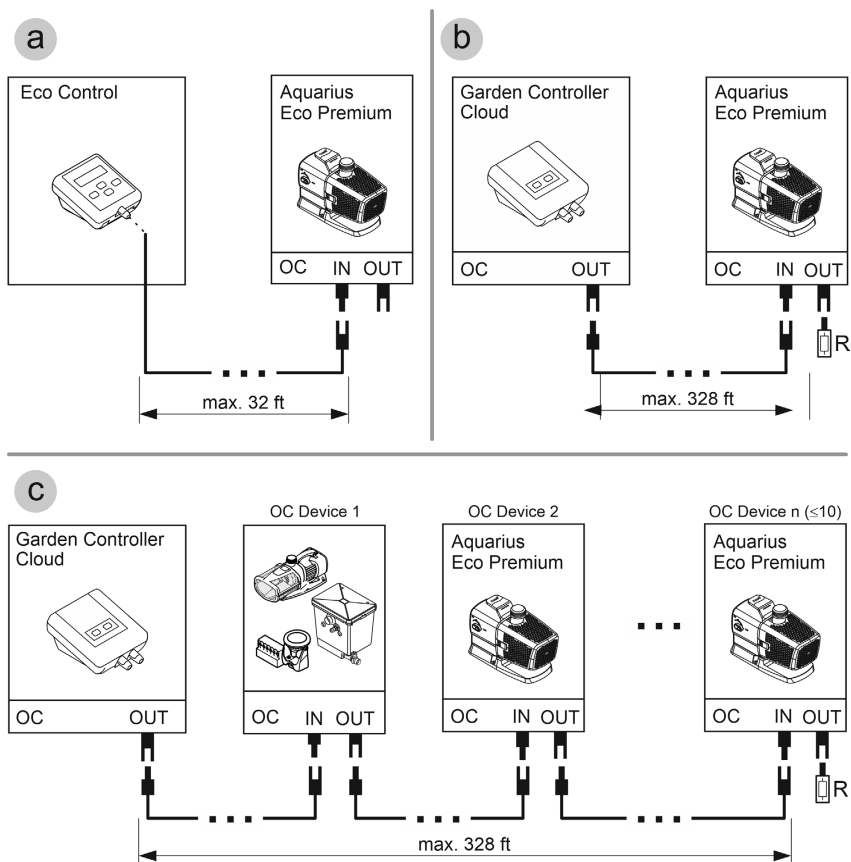 a
Eco Control
Aquarius
Eco Premium
OC IN OUT
max. 32 ft
b
Garden Controller
Cloud
OC OUT
Aquarius
Eco Premium
OC IN OUT
R
max. 328 ft
c
Garden Controller
Cloud
OC OUT
OC Device 1
OC IN OUT
OC Device 2
Aquarius
Eco Premium
OC IN OUT
OC Device n (≤10)
Aquarius
Eco Premium
OC IN OUT
R
max. 328 ft